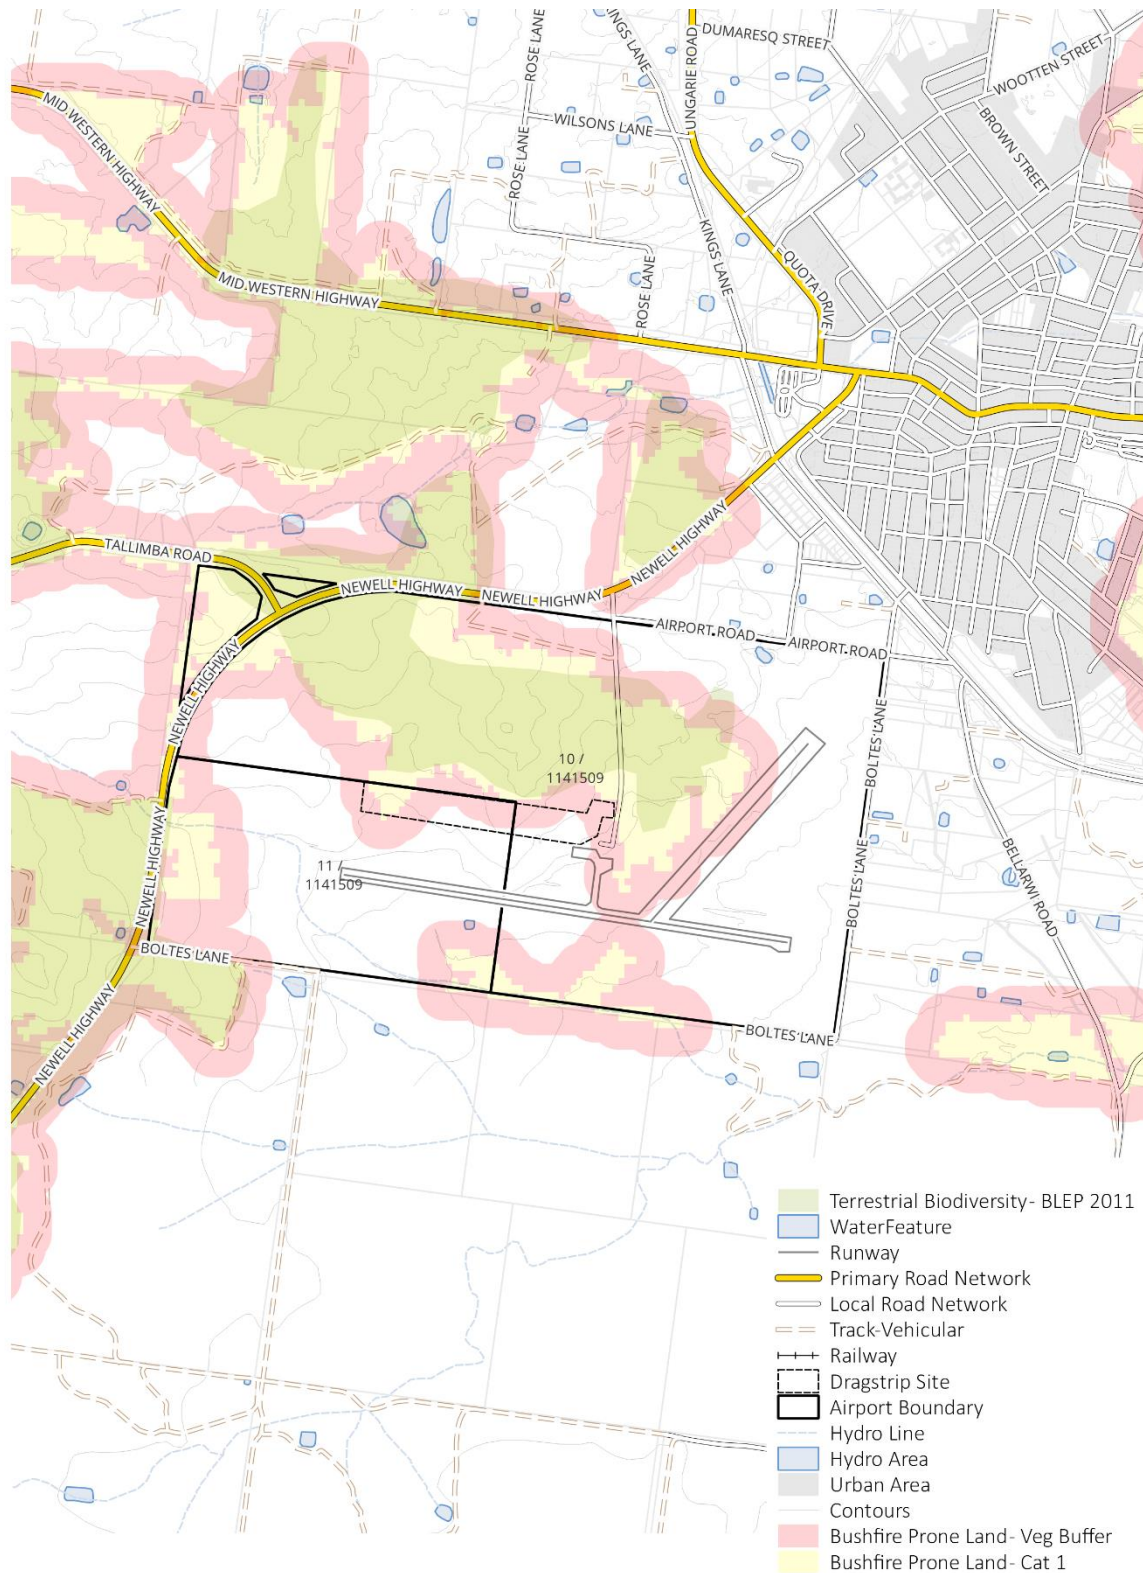 KINGS LANE
ROSE LANE
UNGARIE ROAD
DUMARESQ STREET
WOOTTEN STREET
MID WESTERN HIGHWAY
WILSONS LANE
BROWN STREET
ROSE LANE
KINGS LANE
QUOTA DRIVE
ROSE LANE
MID WESTERN HIGHWAY
NEWELL HIGHWAY
TALLIMBA ROAD
NEWELL HIGHWAY
NEWELL HIGHWAY
AIRPORT ROAD
AIRPORT ROAD
NEWELL HIGHWAY
BOLTES LANE
10 /
1141509
NEWELL HIGHWAY
11 /
1141509
BOLTES LANE
BELLARWI ROAD
BOLTES LANE
NEWELL HIGHWAY
BOLTES LANE
Terrestrial Biodiversity- BLEP 2011
WaterFeature
Runway
Primary Road Network
Local Road Network
Track-Vehicular
Railway
Dragstrip Site
Airport Boundary
Hydro Line
Hydro Area
Urban Area
Contours
Bushfire Prone Land- Veg Buffer
Bushfire Prone Land- Cat 1